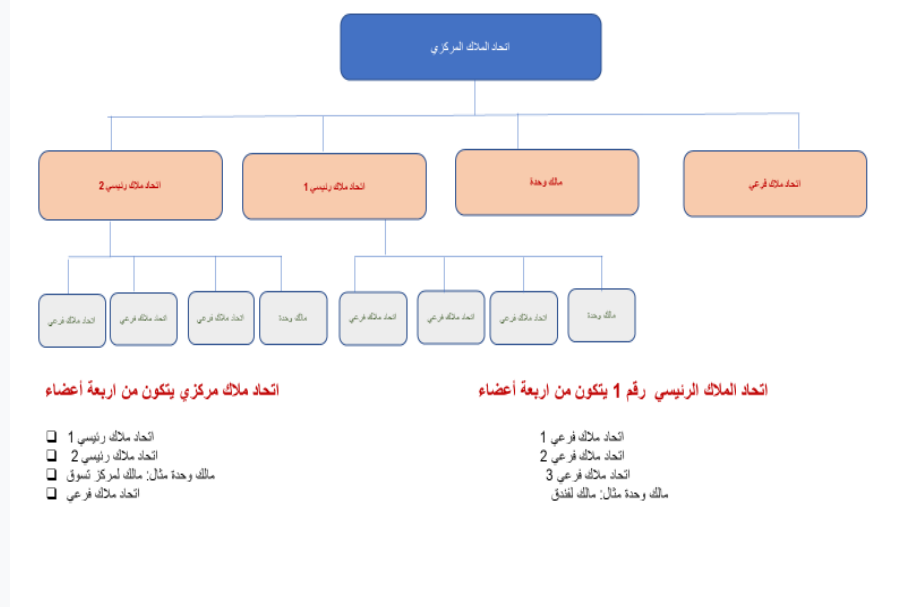 اتحاد الملاك المركزي
اتحاد ملاك فرعي
مالك وحدة
اتحاد ملاك رئيسي 1
اتحاد ملاك رئيسي 2
مالك وحدة
اتحاد ملاك فرعي
اتحاد ملاك فرعي
اتحاد ملاك فرعي
مالك وحدة
اتحاد ملاك فرعي
اتحاد ملاك فرعي
اتحاد ملاك فرعي
اتحاد الملاك الرئيسي رقم 1 يتكون من اربعة أعضاء
اتحاد ملاك فرعي 1
اتحاد ملاك فرعي 2
اتحاد ملاك فرعي 3
مالك وحدة مثال: مالك لفندق
اتحاد ملاك مركزي يتكون من اربعة أعضاء
اتحاد ملاك رئيسي 1
اتحاد ملاك رئيسي 2
مالك وحدة مثال: مالك لمركز تسوق
اتحاد ملاك فرعي